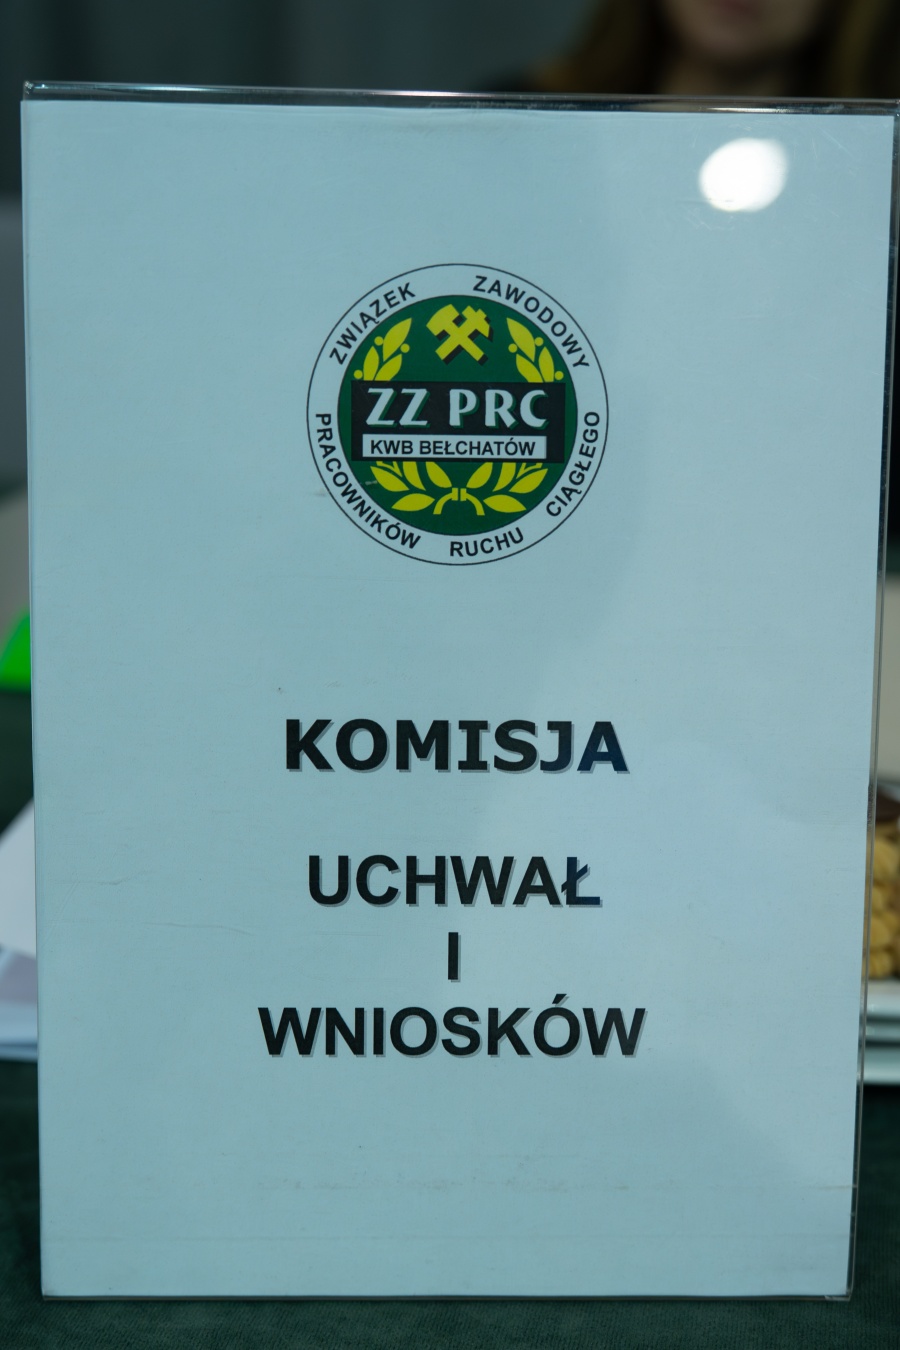 ZWIĄZEK ZAWODOWY
ZZ PRC
KWB BEŁCHATÓW
PRACOWNIKÓW RUCHU CIĄGŁEGO
KOMISJA
UCHWAŁ
I
WNIOSKÓW